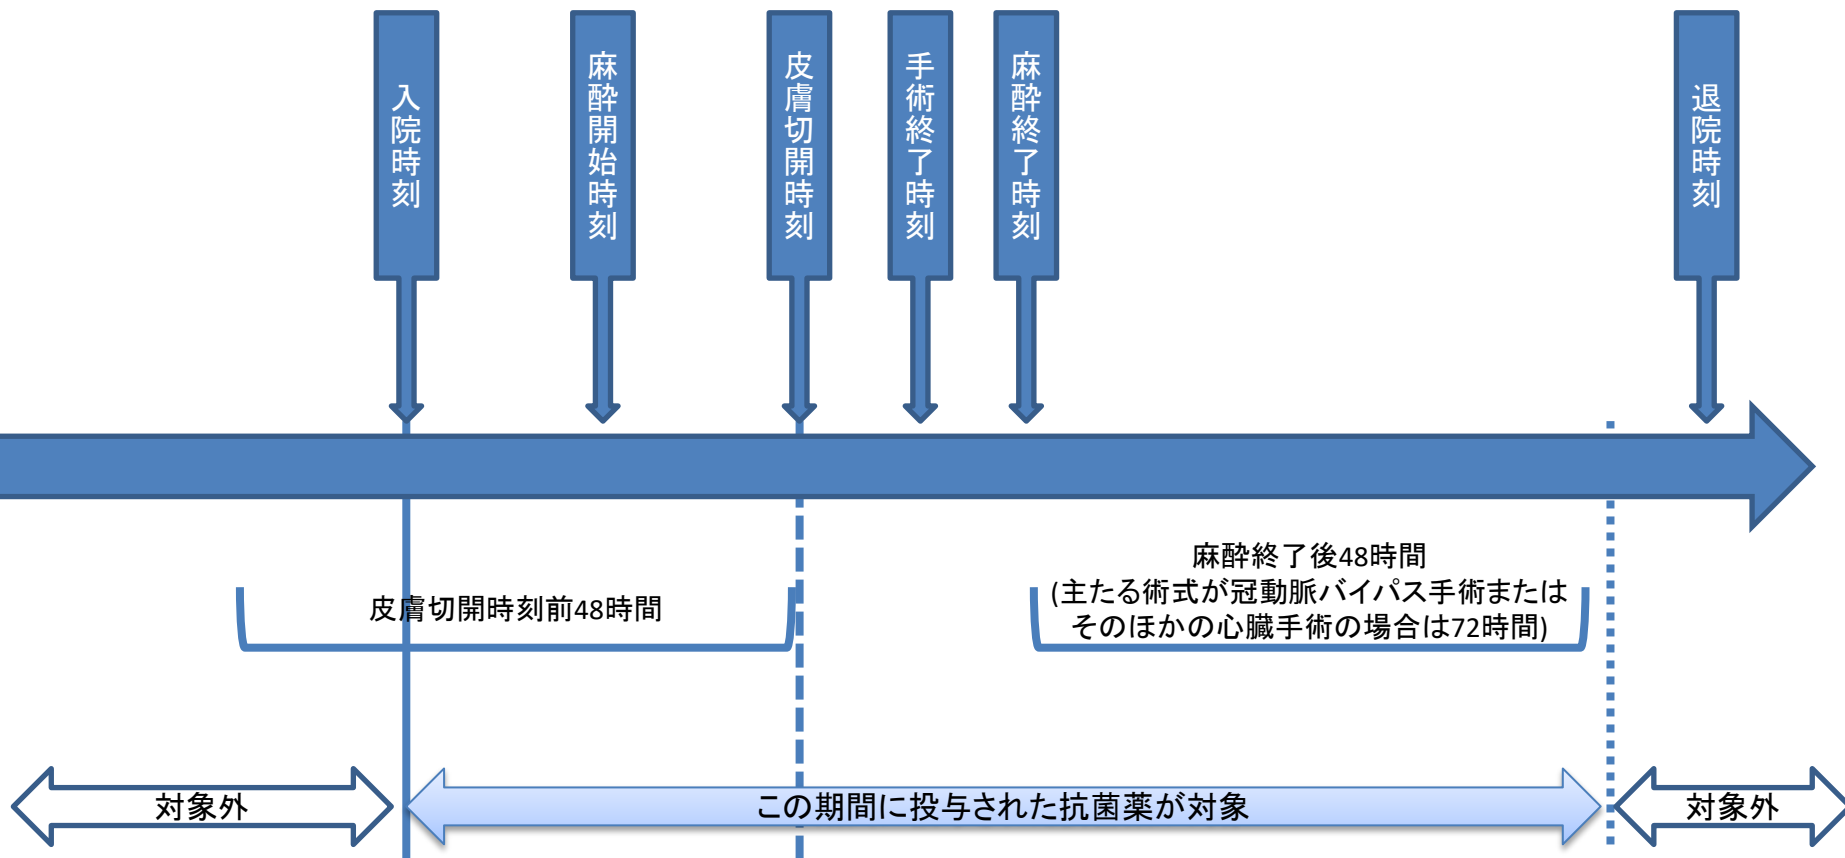 入院時刻
麻酔開始時刻
皮膚切開時刻
手術終了時刻
麻酔終了時刻
退院時刻
皮膚切開時刻前48時間
麻酔終了後48時間
(主たる術式が冠動脈バイパス手術または
そのほかの心臓手術の場合は72時間)
対象外
この期間に投与された抗菌薬が対象
対象外